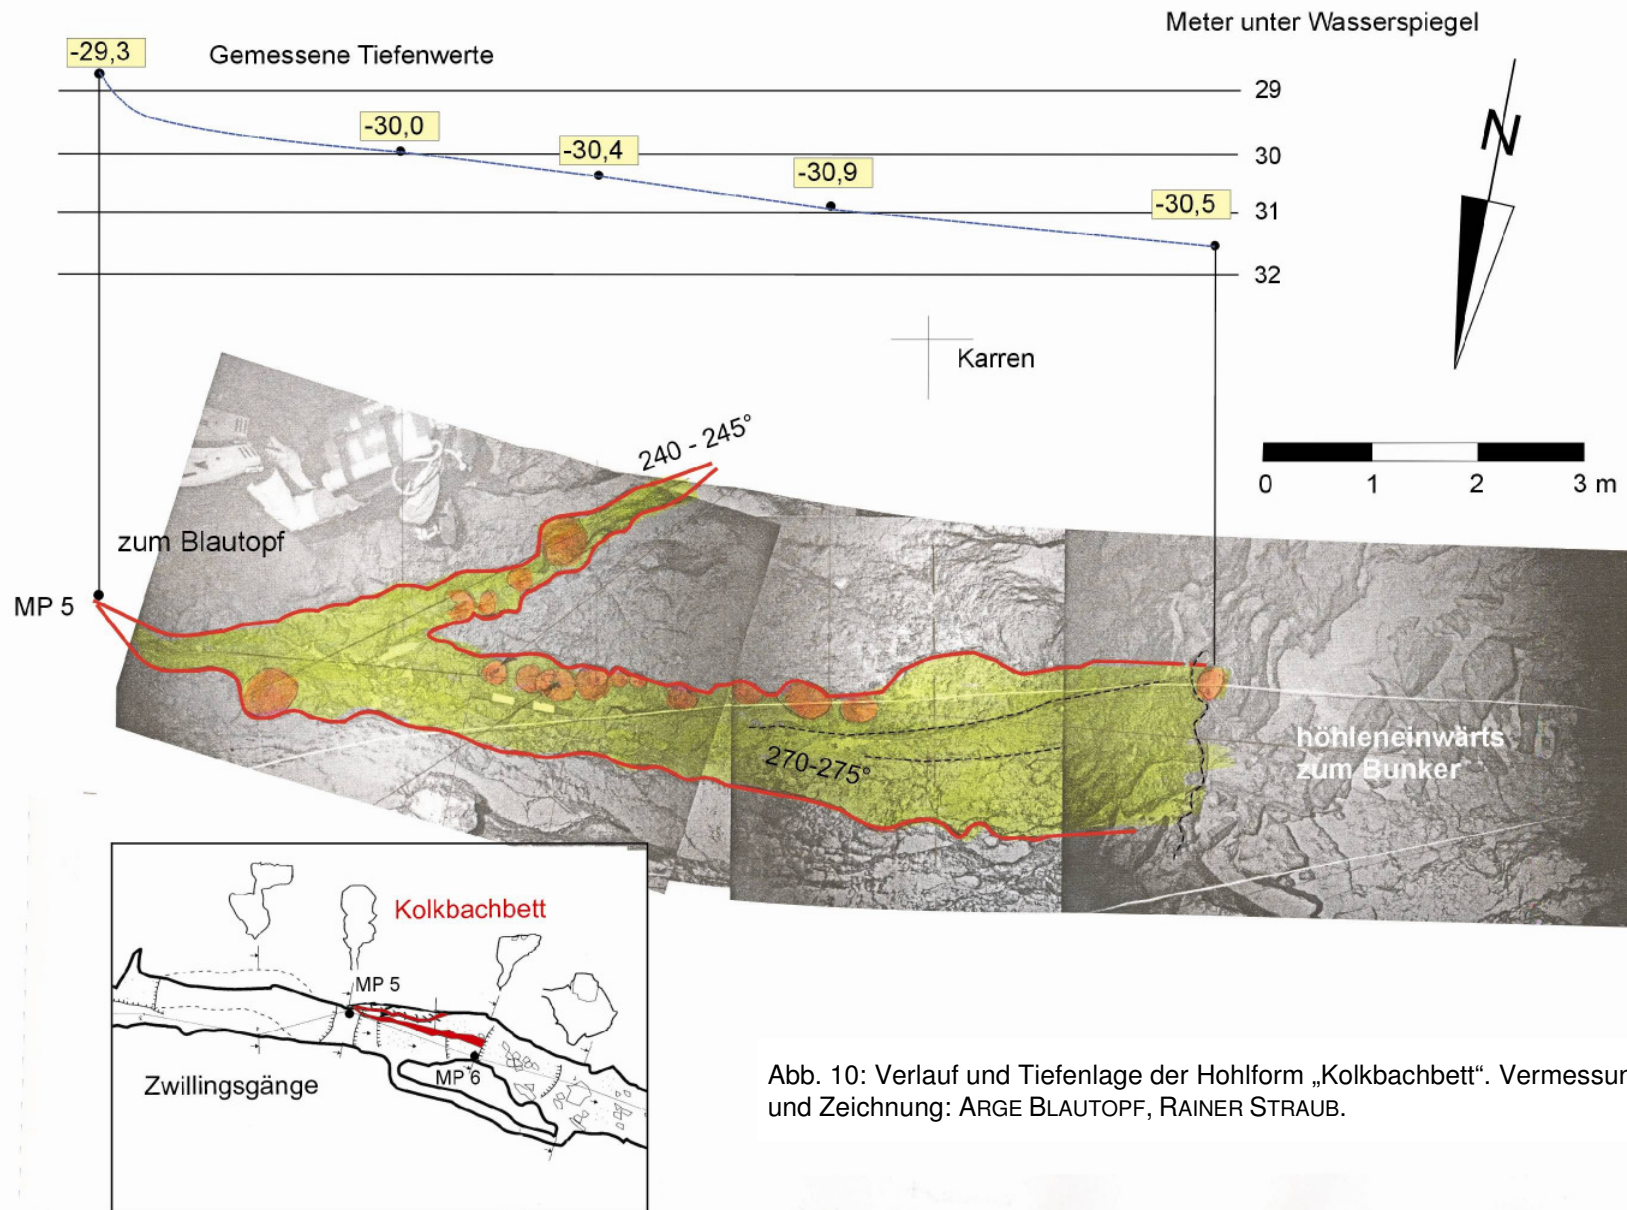 Meter unter Wasserspiegel
-29,3
Gemessene Tiefenwerte
29
-30,0
-30,4
30
-30,9
-30,5
31
32
N
Karren
240 - 245°
0 1 2 3 m
zum Blautopf
MP 5
270-275°
höhleneinwärts
zum Bunker
Kolkbachbett
MP 5
Zwillingsgänge
MP 6
Abb. 10: Verlauf und Tiefenlage der Hohlform „Kolkbachbett“. Vermessun
und Zeichnung: ARGE BLAUTOPF, RAINER STRAUB.